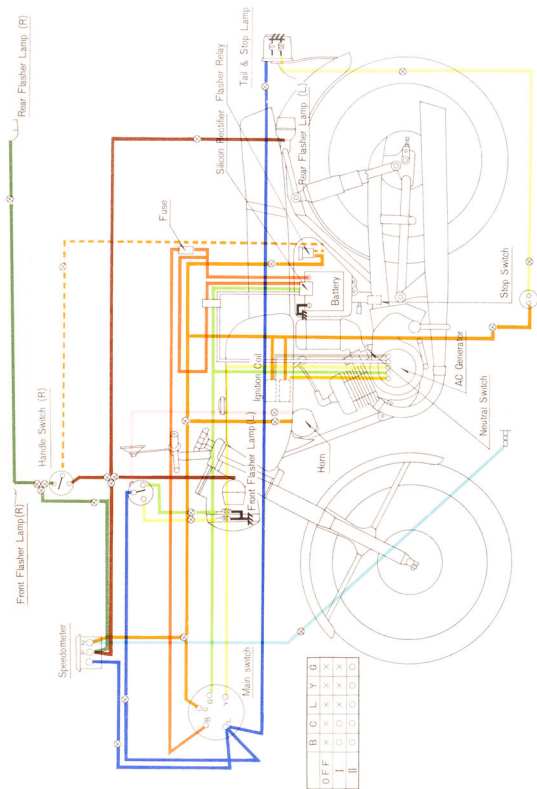 Rear Flasher Lamp (R)
Tail & Stop Lamp
Flasher Relay
Silicon Rectifier
Rear Flasher Lamp (L)
Fuse
Battery
Stop Switch
Handle Switch (R)
Ignition Coil
AC Generator
Neutral Switch
Front Flasher Lamp(R)
Front Flasher Lamp(L)
Horn
Speedometer
Main switch
B
C
G
Y
L
B C L Y G
OFF × × ○ × ×
I ○ ○ ○ × ×
II ○ ○ ○ ○ ○